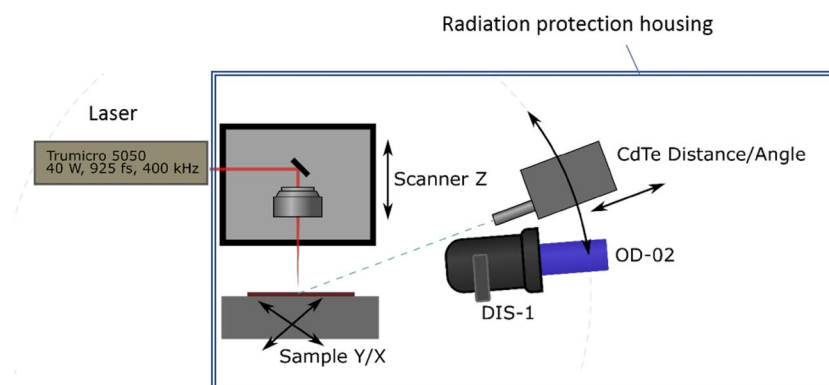 Radiation protection housing
Laser
Trumicro 5050
40 W, 925 fs, 400 kHz
Scanner Z
CdTe Distance/Angle
OD-02
DIS-1
Sample Y/X